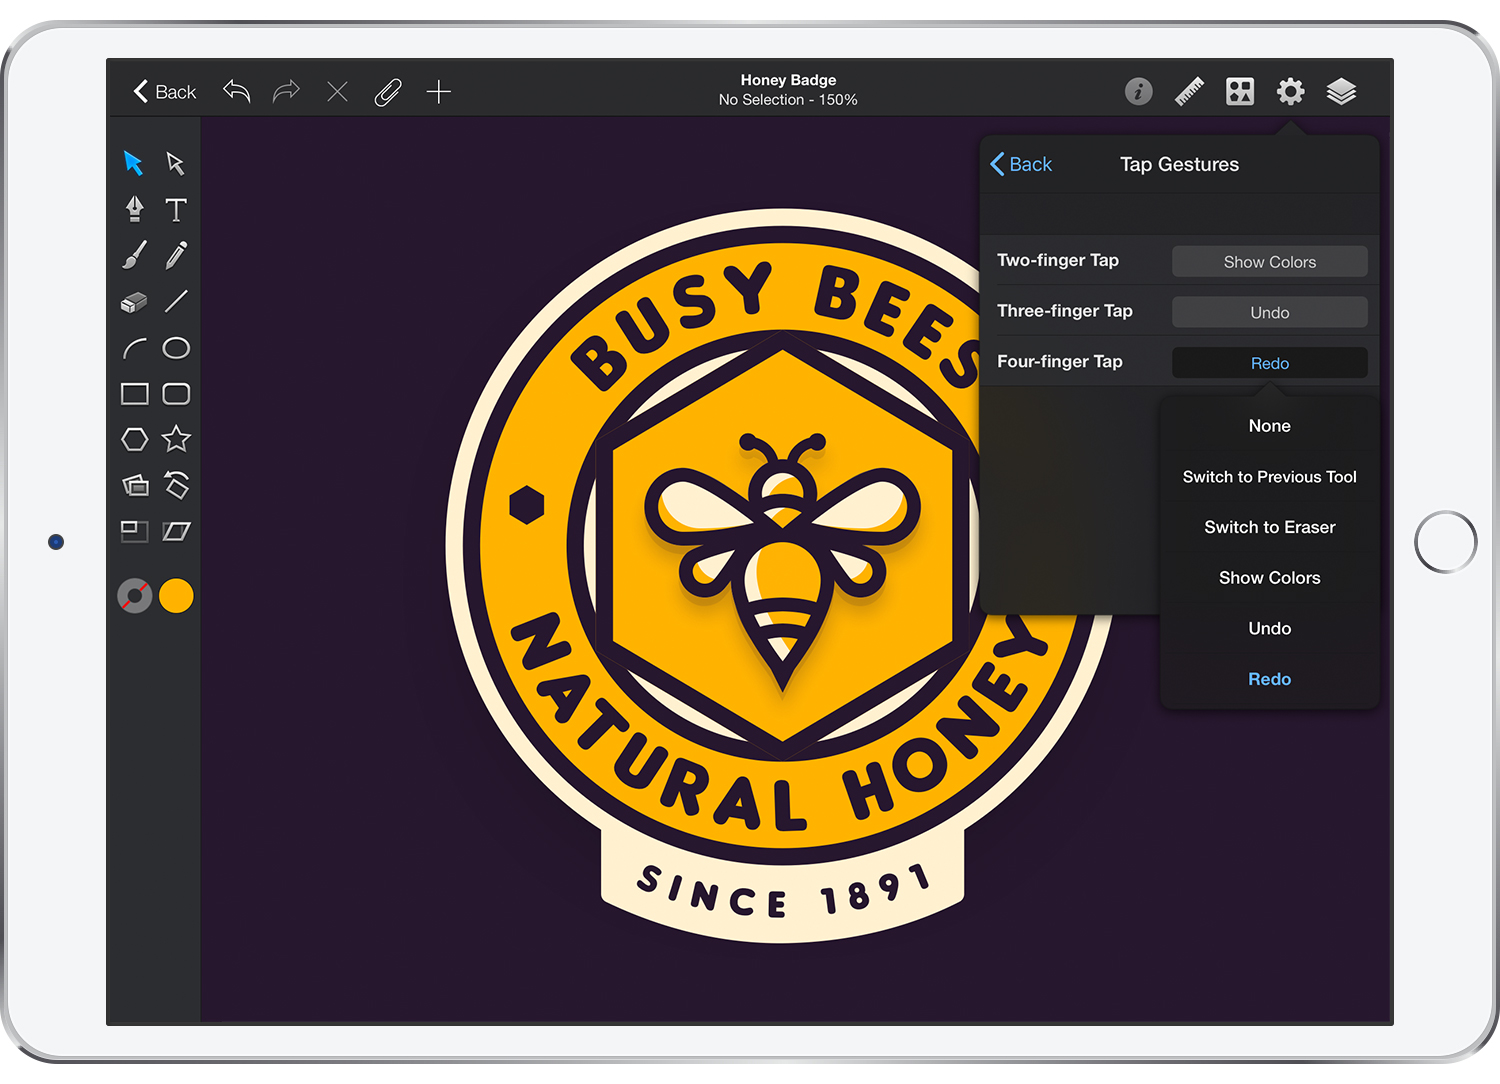 Back
Honey Badge
No Selection - 150%
i
T
Back
Tap Gestures
Two-finger Tap
Show Colors
Three-finger Tap
Undo
Four-finger Tap
Redo
None
Switch to Previous Tool
Switch to Eraser
Show Colors
Undo
Redo
BUSY BEES
NATURAL HONEY
SINCE 1891